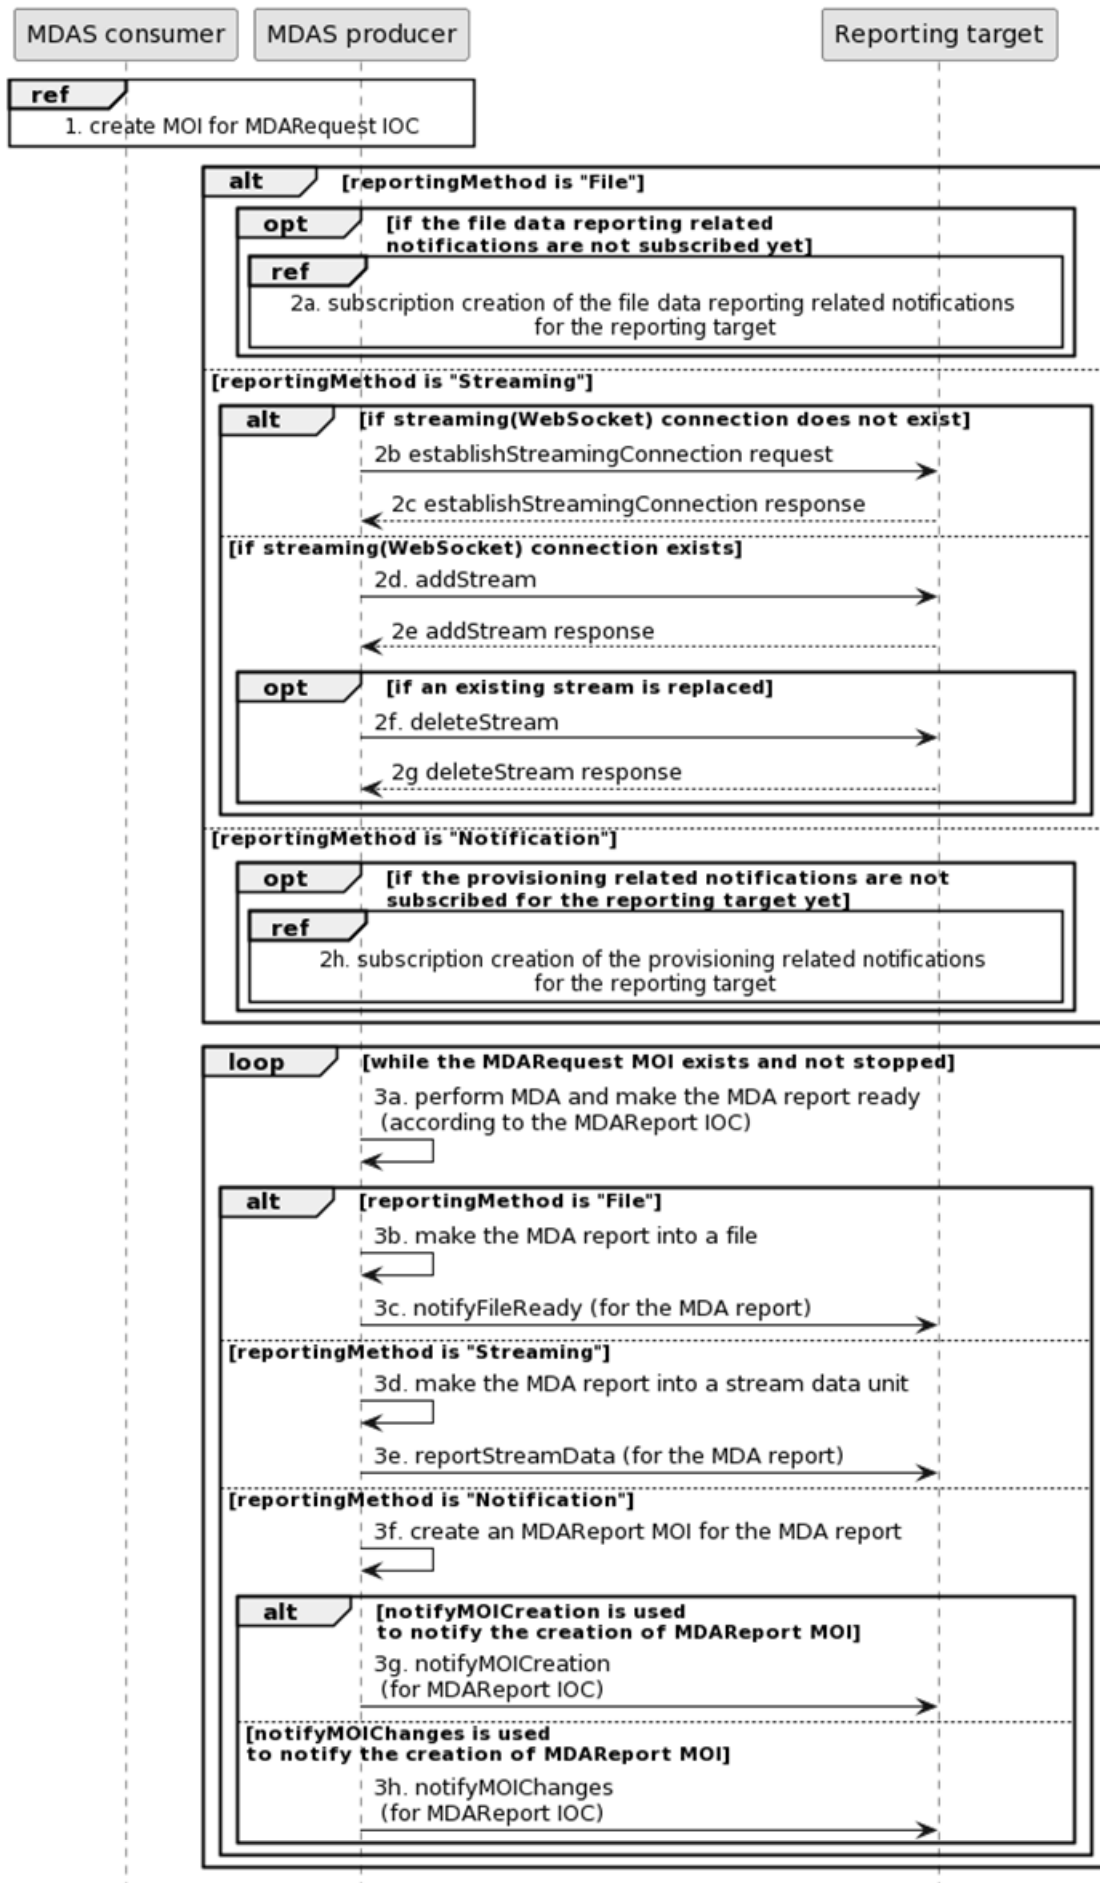 MDAS consumer
MDAS producer
Reporting target
ref
1. create MOI for MDARequest IOC
alt
[reportingMethod is "File"]
opt
[if the file data reporting related
notifications are not subscribed yet]
ref
2a. subscription creation of the file data reporting related notifications
for the reporting target
[reportingMethod is "Streaming"]
alt
[if streaming(WebSocket) connection does not exist]
2b establishStreamingConnection request
2c establishStreamingConnection response
[if streaming(WebSocket) connection exists]
2d. addStream
2e addStream response
opt
[if an existing stream is replaced]
2f. deleteStream
2g deleteStream response
[reportingMethod is "Notification"]
opt
[if the provisioning related notifications are not
subscribed for the reporting target yet]
ref
2h. subscription creation of the provisioning related notifications
for the reporting target
loop
[while the MDARequest MOI exists and not stopped]
3a. perform MDA and make the MDA report ready
(according to the MDAReport IOC)
alt
[reportingMethod is "File"]
3b. make the MDA report into a file
3c. notifyFileReady (for the MDA report)
[reportingMethod is "Streaming"]
3d. make the MDA report into a stream data unit
3e. reportStreamData (for the MDA report)
[reportingMethod is "Notification"]
3f. create an MDAReport MOI for the MDA report
alt
[notifyMOICreation is used
to notify the creation of MDAReport MOI]
3g. notifyMOICreation
(for MDAReport IOC)
[notifyMOIChanges is used
to notify the creation of MDAReport MOI]
3h. notifyMOIChanges
(for MDAReport IOC)